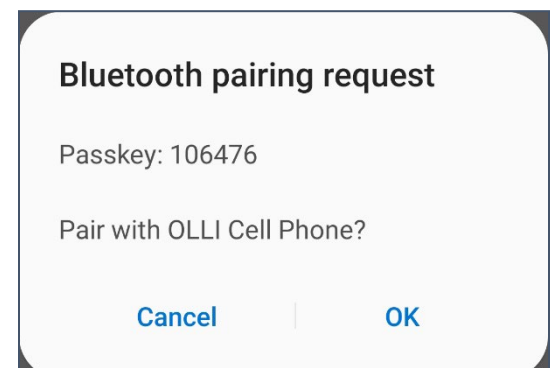 Bluetooth pairing request
Passkey: 106476
Pair with OLLI Cell Phone?
Cancel OK